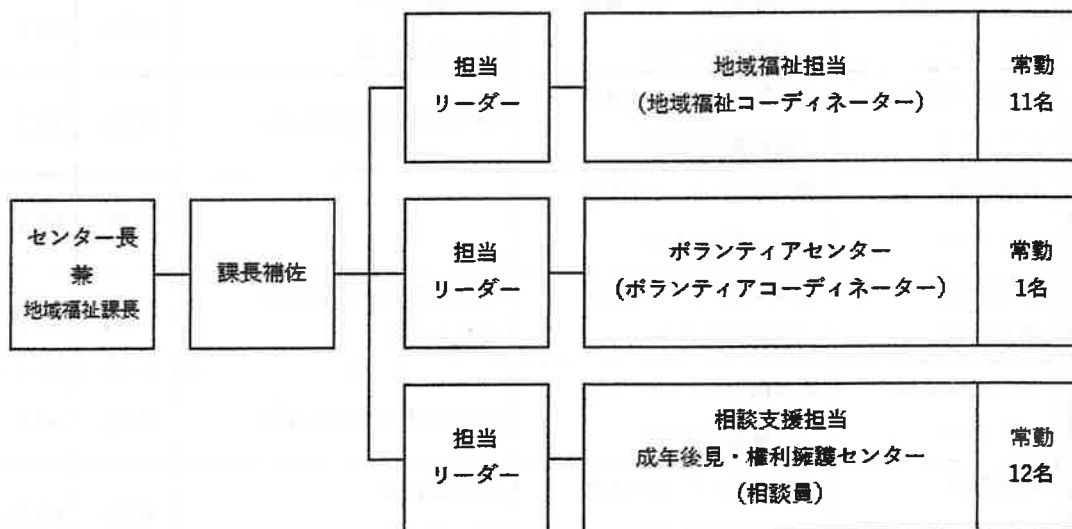 担当
リーダー
地域福祉担当
(地域福祉コーディネーター)
常勤
11名
センター長
兼
地域福祉課長
課長補佐
担当
リーダー
ボランティアセンター
(ボランティアコーディネーター)
常勤
1名
担当
リーダー
相談支援担当
成年後見・権利擁護センター
(相談員)
常勤
12名